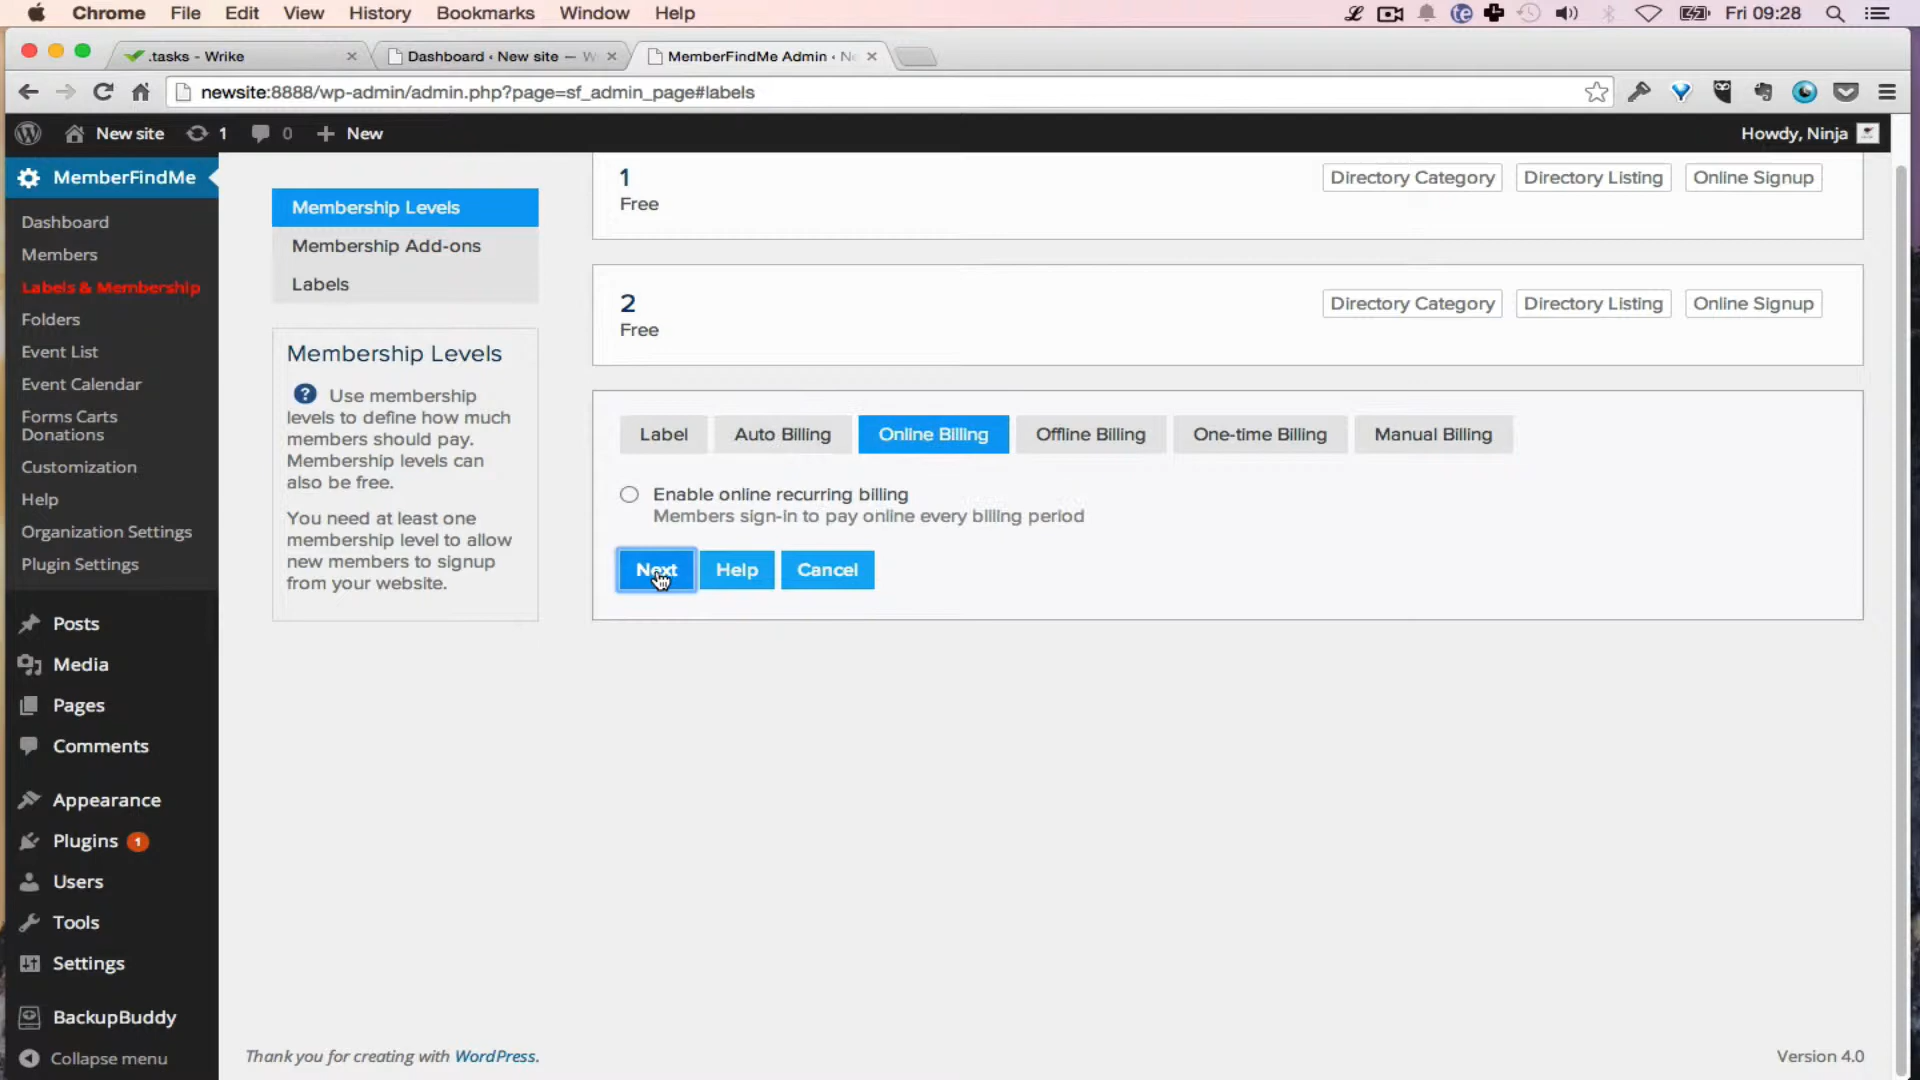 Chrome File Edit View History Bookmarks Window Help Fri 09:28
.tasks - Wrike
Dashboard ‹ New site — W
MemberFindMe Admin ‹ Ne
newsite:8888/wp-admin/admin.php?page=sf_admin_page#labels
New site 1 0 + New Howdy, Ninja
MemberFindMe
Dashboard
Members
Labels & Membership
Folders
Event List
Event Calendar
Forms Carts
Donations
Customization
Help
Organization Settings
Plugin Settings
Posts
Media
Pages
Comments
Appearance
Plugins 1
Users
Tools
Settings
BackupBuddy
Collapse menu
Membership Levels
Membership Add-ons
Labels
Membership Levels
? Use membership
levels to define how much
members should pay.
Membership levels can
also be free.
You need at least one
membership level to allow
new members to signup
from your website.
1 Directory Category Directory Listing Online Signup
Free
2 Directory Category Directory Listing Online Signup
Free
Label Auto Billing Online Billing Offline Billing One-time Billing Manual Billing
Enable online recurring billing
Members sign-in to pay online every billing period
Next Help Cancel
Thank you for creating with WordPress. Version 4.0